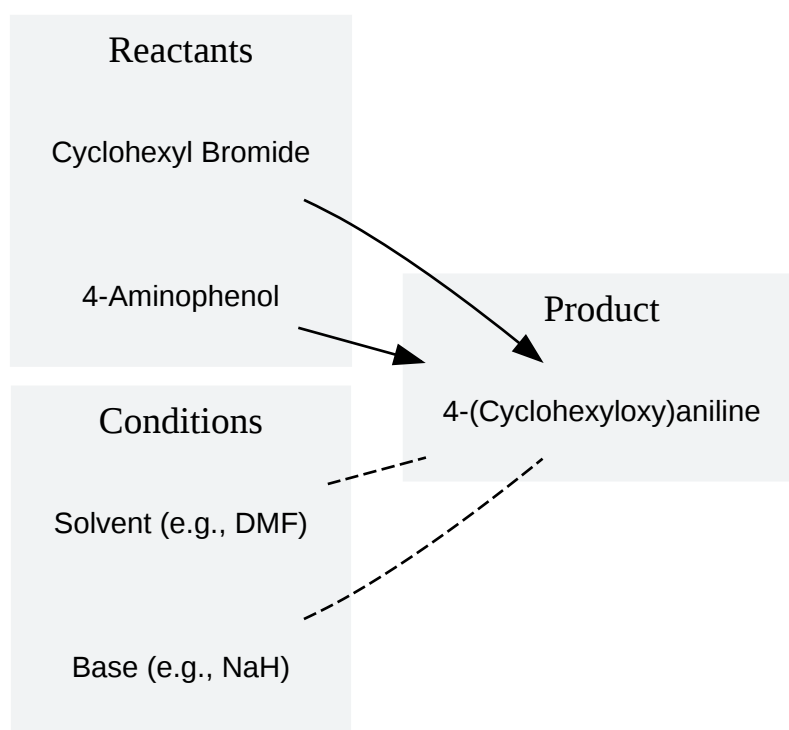 Reactants
Cyclohexyl Bromide
4-Aminophenol
Product
4-(Cyclohexyloxy)aniline
Conditions
Solvent (e.g., DMF)
Base (e.g., NaH)